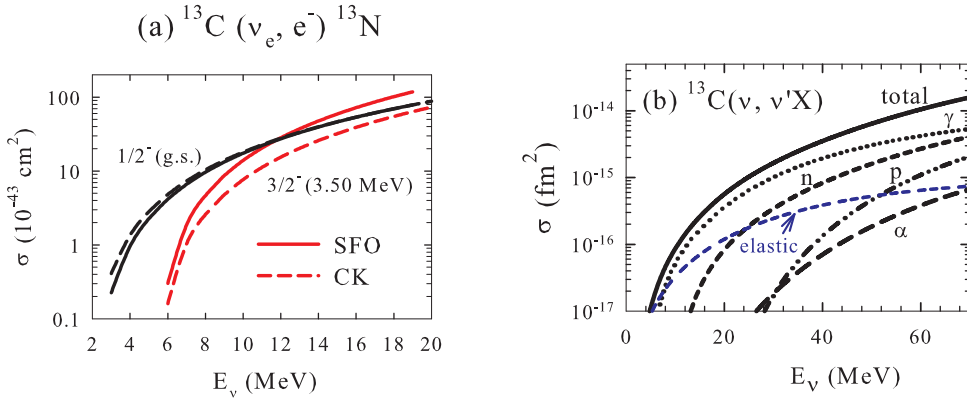 (a) ¹³C (νₑ, e⁻) ¹³N
100
10
1
0.1
σ (10⁻⁴³ cm²)
1/2⁻ (g.s.)
3/2⁻ (3.50 MeV)
SFO
CK
2 4 6 8 10 12 14 16 18 20
E_ν (MeV)
(b) ¹³C(ν, ν'X)
10⁻¹⁴
10⁻¹⁵
10⁻¹⁶
10⁻¹⁷
σ (fm²)
total
γ
n
p
elastic
α
0 20 40 60
E_ν (MeV)